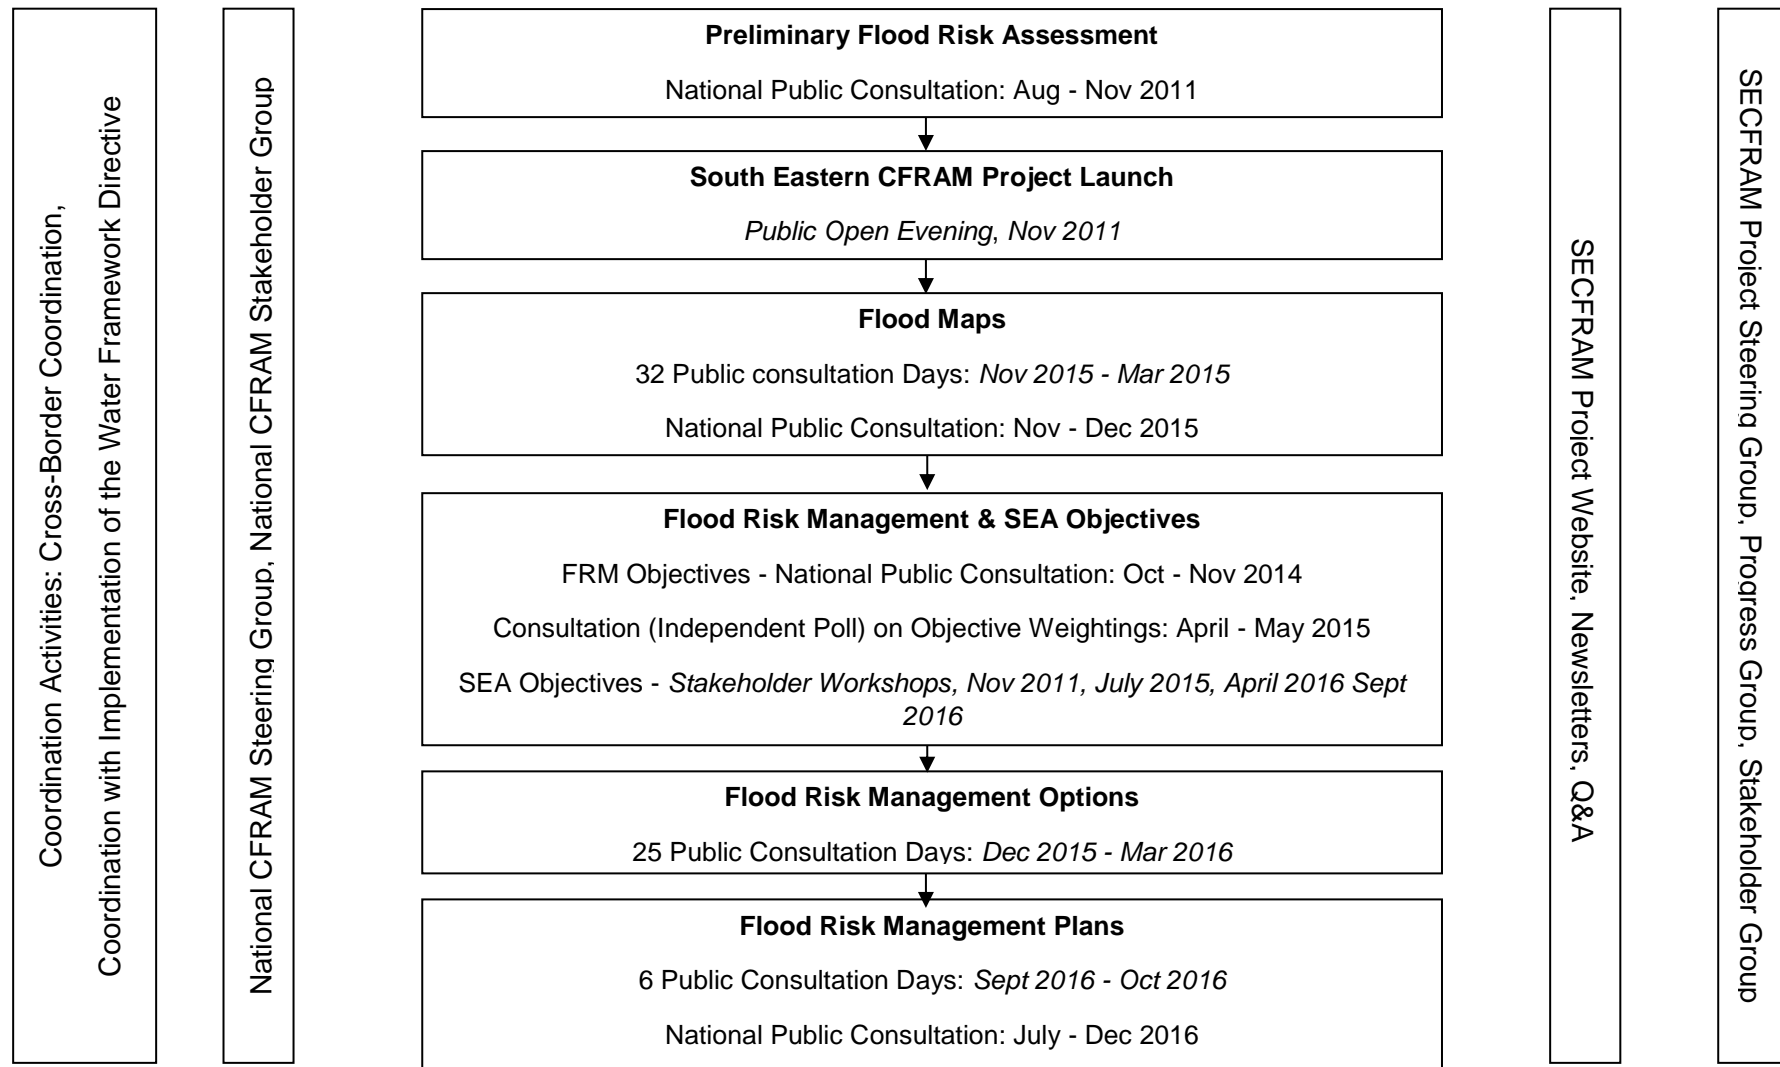 Coordination Activities: Cross-Border Coordination,
Coordination with Implementation of the Water Framework Directive
National CFRAM Steering Group, National CFRAM Stakeholder Group
Preliminary Flood Risk Assessment
National Public Consultation: Aug - Nov 2011
South Eastern CFRAM Project Launch
Public Open Evening, Nov 2011
Flood Maps
32 Public consultation Days: Nov 2015 - Mar 2015
National Public Consultation: Nov - Dec 2015
Flood Risk Management & SEA Objectives
FRM Objectives - National Public Consultation: Oct - Nov 2014
Consultation (Independent Poll) on Objective Weightings: April - May 2015
SEA Objectives - Stakeholder Workshops, Nov 2011, July 2015, April 2016 Sept
2016
Flood Risk Management Options
25 Public Consultation Days: Dec 2015 - Mar 2016
Flood Risk Management Plans
6 Public Consultation Days: Sept 2016 - Oct 2016
National Public Consultation: July - Dec 2016
SECFRAM Project Website, Newsletters, Q&A
SECFRAM Project Steering Group, Progress Group, Stakeholder Group